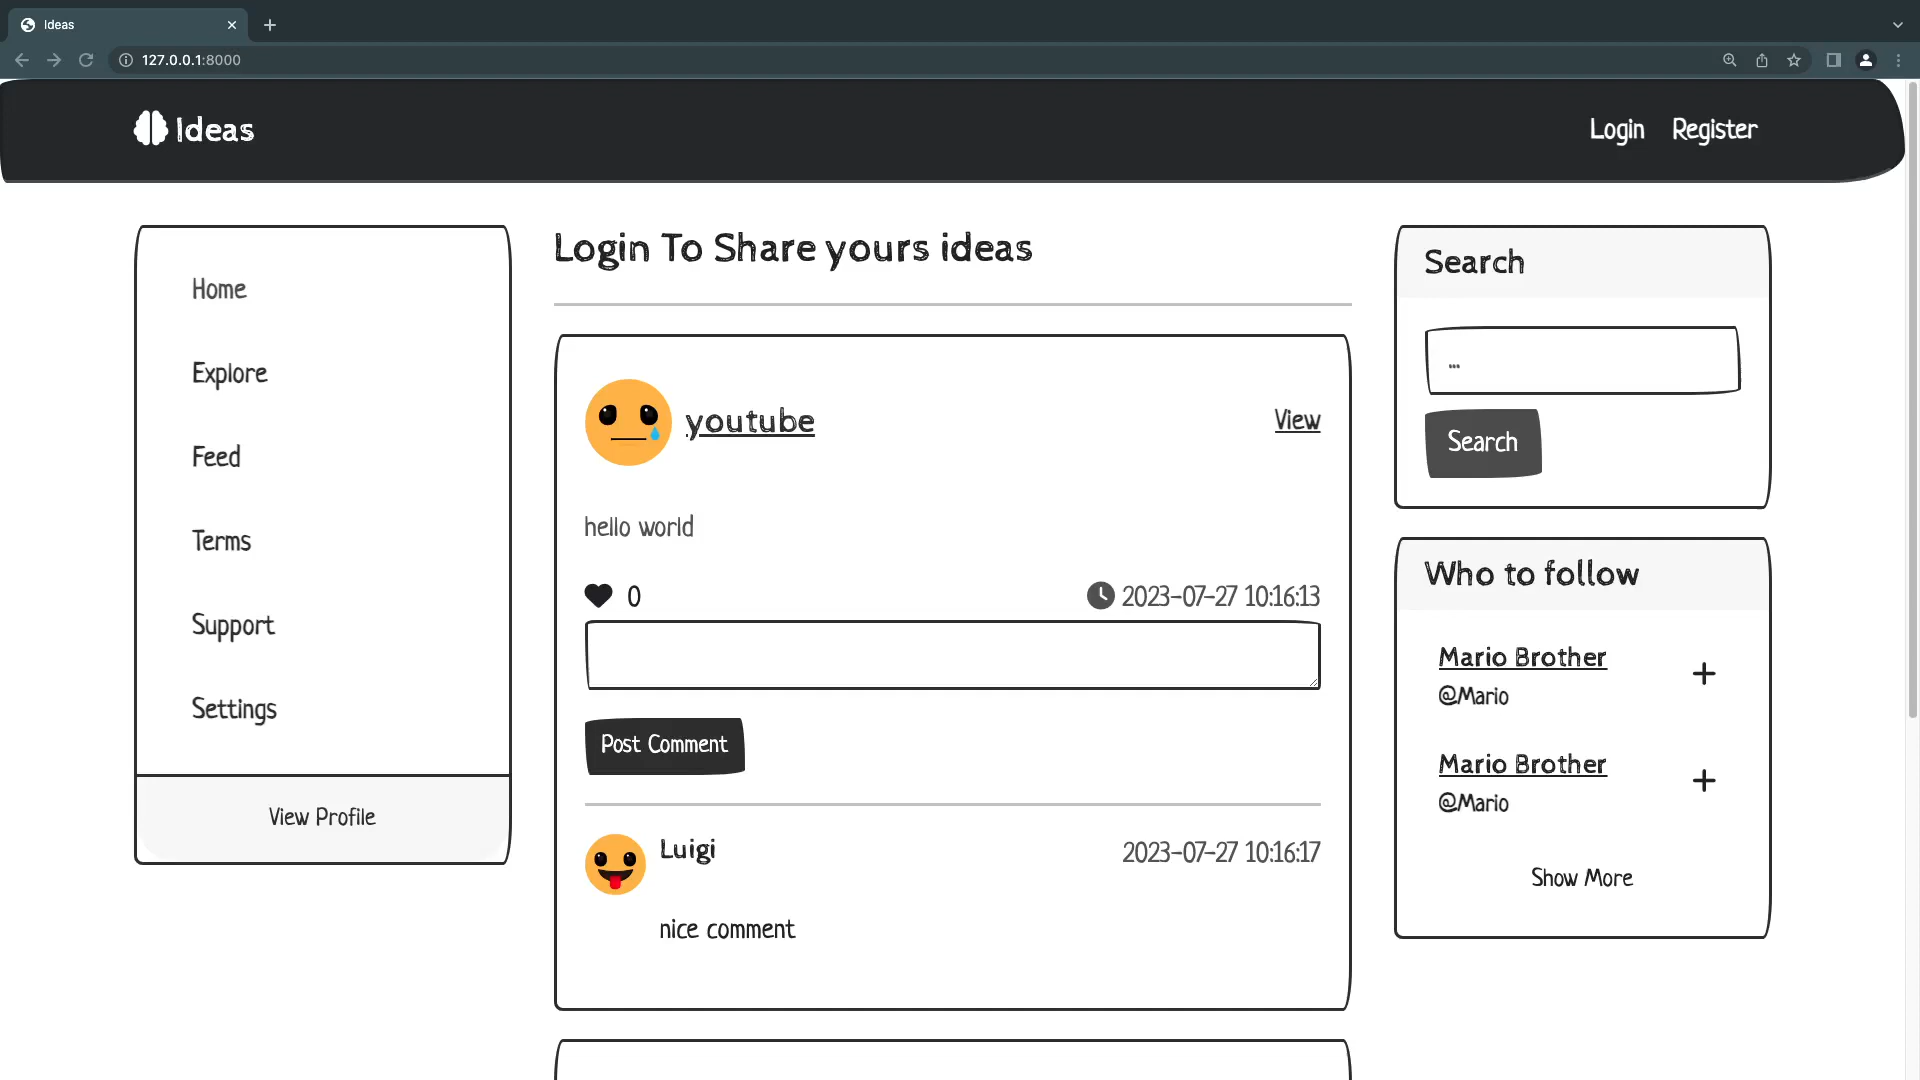 Ideas
127.0.0.1:8000
Ideas
Login Register
Home
Explore
Feed
Terms
Support
Settings
View Profile
Login To Share yours ideas
youtube
View
hello world
0
2023-07-27 10:16:13
Post Comment
Luigi
2023-07-27 10:16:17
nice comment
Search
...
Search
Who to follow
Mario Brother
@Mario
Mario Brother
@Mario
Show More